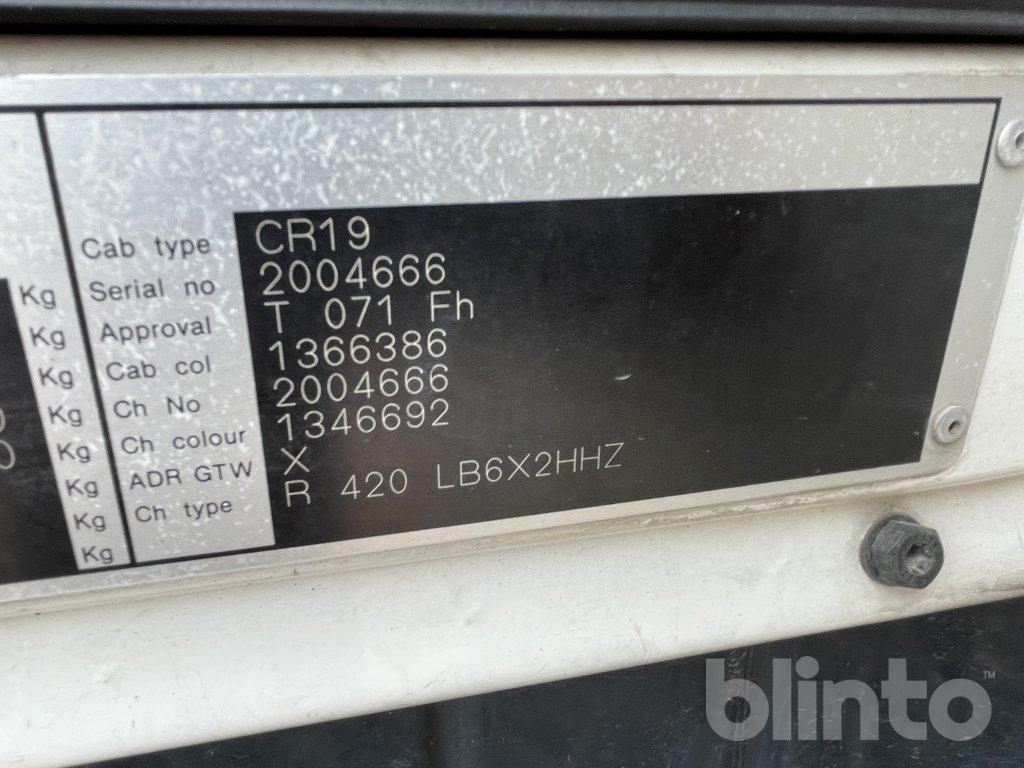 Cab type CR19
Kg Serial no 2004666
Kg Approval T 071 Fh
Kg Cab col 1366386
Kg Ch No 2004666
Kg Ch colour 1346692
Kg ADR GTW X
Kg Ch type R 420 LB6X2HHZ
Kg
blinto™